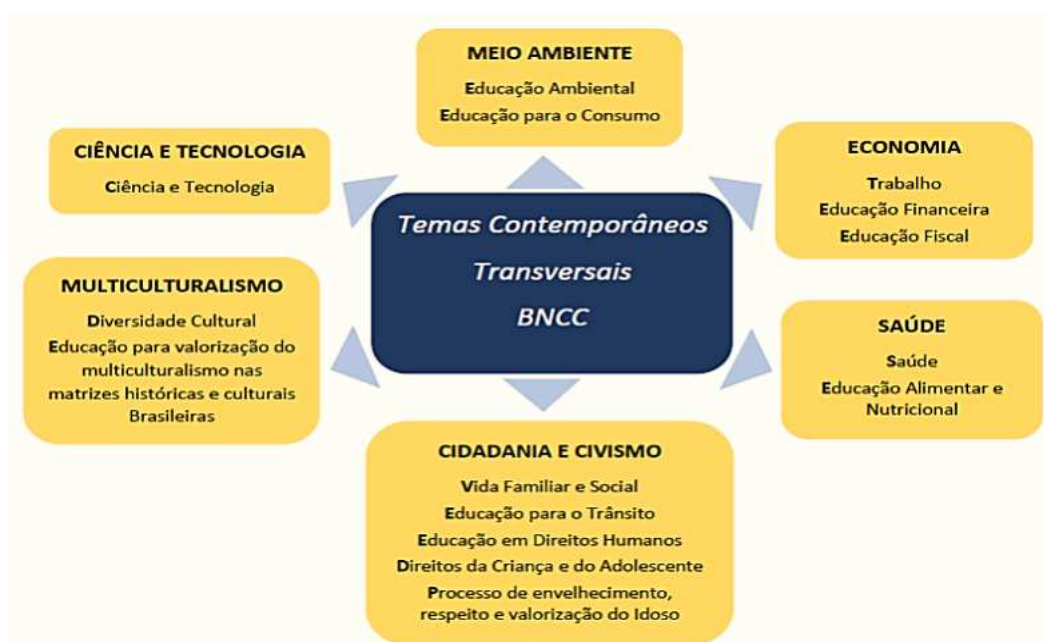 MEIO AMBIENTE
Educação Ambiental
Educação para o Consumo
CIÊNCIA E TECNOLOGIA
Ciência e Tecnologia
ECONOMIA
Trabalho
Educação Financeira
Educação Fiscal
Temas Contemporâneos
Transversais
BNCC
MULTICULTURALISMO
Diversidade Cultural
Educação para valorização do
multiculturalismo nas
matrizes históricas e culturais
Brasileiras
SAÚDE
Saúde
Educação Alimentar e
Nutricional
CIDADANIA E CIVISMO
Vida Familiar e Social
Educação para o Trânsito
Educação em Direitos Humanos
Direitos da Criança e do Adolescente
Processo de envelhecimento,
respeito e valorização do Idoso